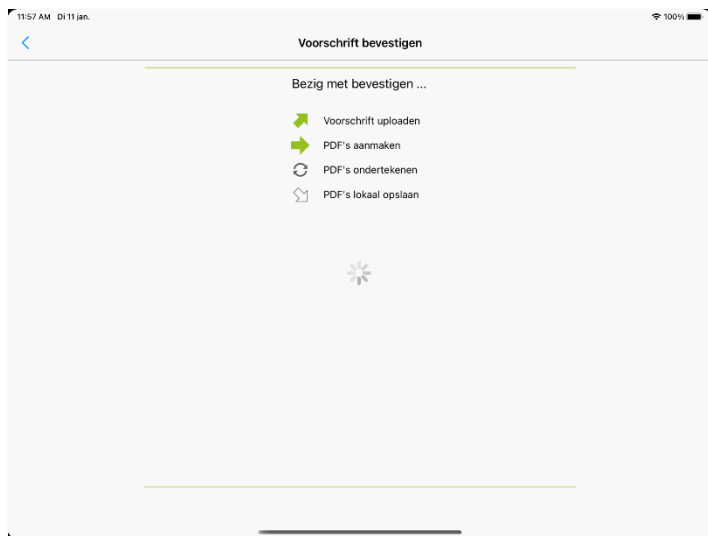 11:57 AM Di 11 jan.
100%
Voorschrift bevestigen
Bezig met bevestigen ...
Voorschrift uploaden
PDF's aanmaken
PDF's ondertekenen
PDF's lokaal opslaan